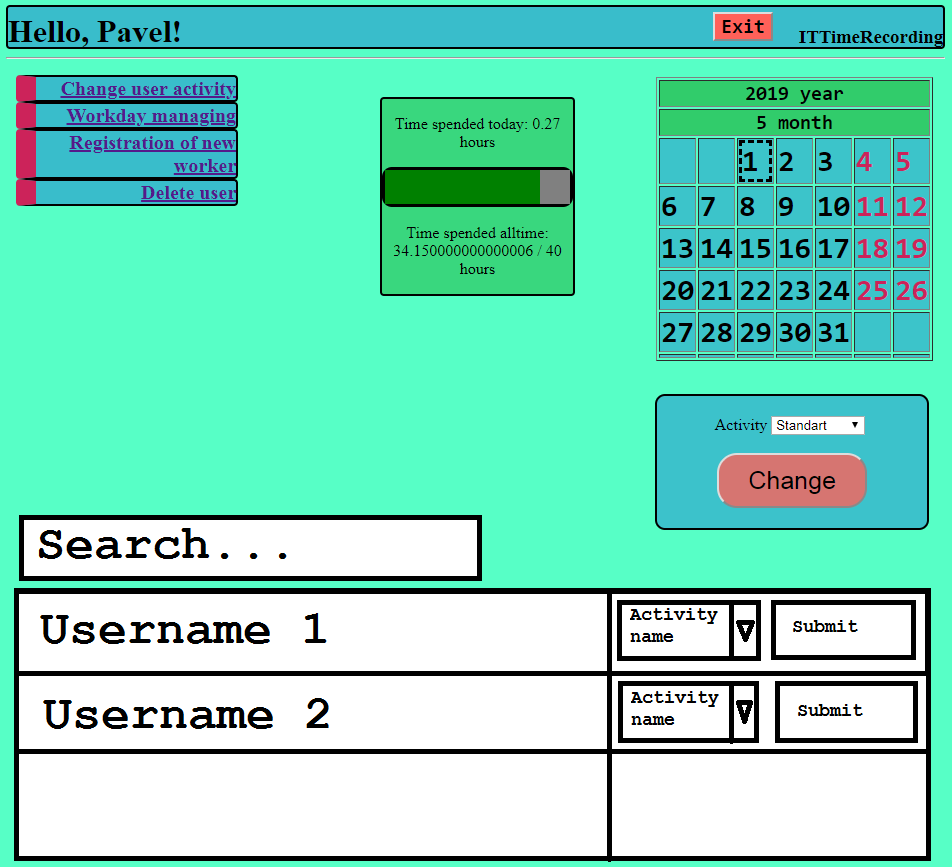 Hello, Pavel!
Exit
ITTimeRecording
Change user activity
Workday managing
Registration of new
worker
Delete user
Time spended today: 0.27
hours
Time spended alltime:
34.150000000000006 / 40
hours
2019 year
5 month
1 2 3 4 5
6 7 8 9 10 11 12
13 14 15 16 17 18 19
20 21 22 23 24 25 26
27 28 29 30 31
Activity Standart
Change
Search...
Username 1
Activity
name
Submit
Username 2
Activity
name
Submit